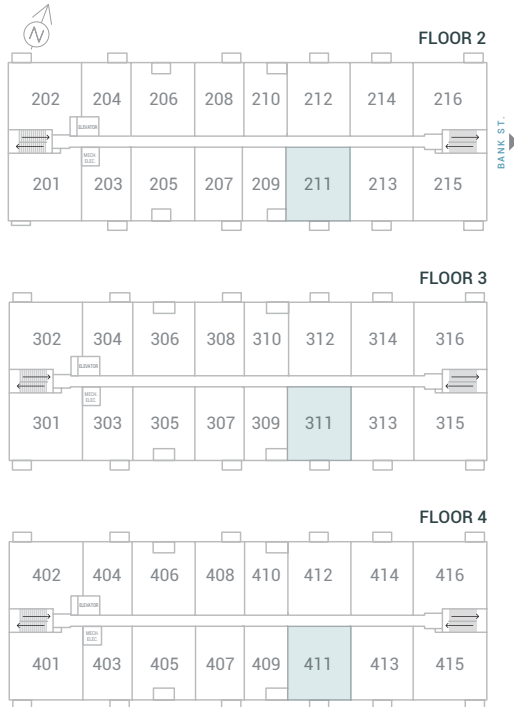 N
FLOOR 2
202 204 206 208 210 212 214 216
ELEVATOR
MECH.
ELEC.
201 203 205 207 209 211 213 215
BANK ST.
FLOOR 3
302 304 306 308 310 312 314 316
ELEVATOR
MECH.
ELEC.
301 303 305 307 309 311 313 315
FLOOR 4
402 404 406 408 410 412 414 416
ELEVATOR
MECH.
ELEC.
401 403 405 407 409 411 413 415